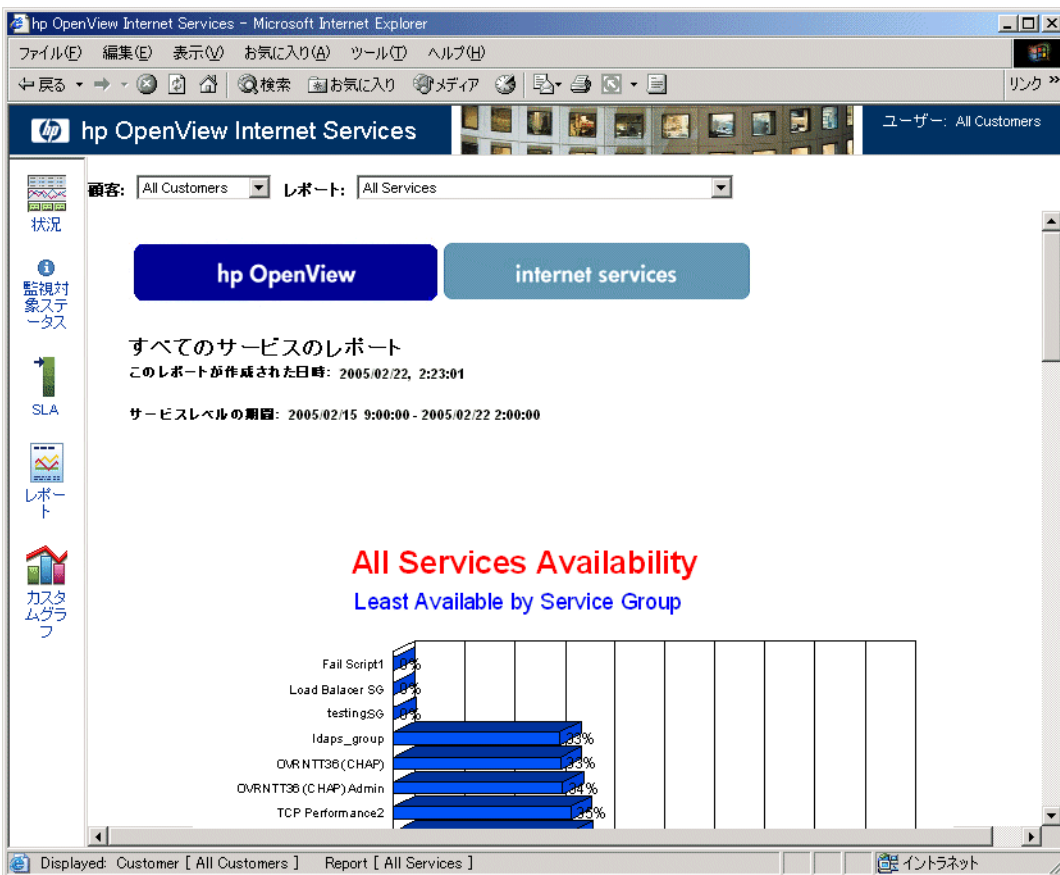 hp OpenView Internet Services - Microsoft Internet Explorer
ファイル(F) 編集(E) 表示(V) お気に入り(A) ツール(T) ヘルプ(H)
戻る 検索 お気に入り メディア リンク »
hp OpenView Internet Services
ユーザー: All Customers
顧客: All Customers レポート: All Services
状況
監視対
象ステ
ータス
SLA
レポー
ト
カスタ
ムグラ
フ
hp OpenView internet services
すべてのサービスのレポート
このレポートが作成された日時: 2005/02/22, 2:23:01
サービスレベルの期間: 2005/02/15 9:00:00 - 2005/02/22 2:00:00
All Services Availability
Least Available by Service Group
Fail Script1 0%
Load Balacer SG 0%
testingSG 0%
ldaps_group 33%
OVRNTT36(CHAP) 33%
OVRNTT36(CHAP)Admin 34%
TCP Performance2 35%
Displayed: Customer [ All Customers ] Report [ All Services ]
イントラネット